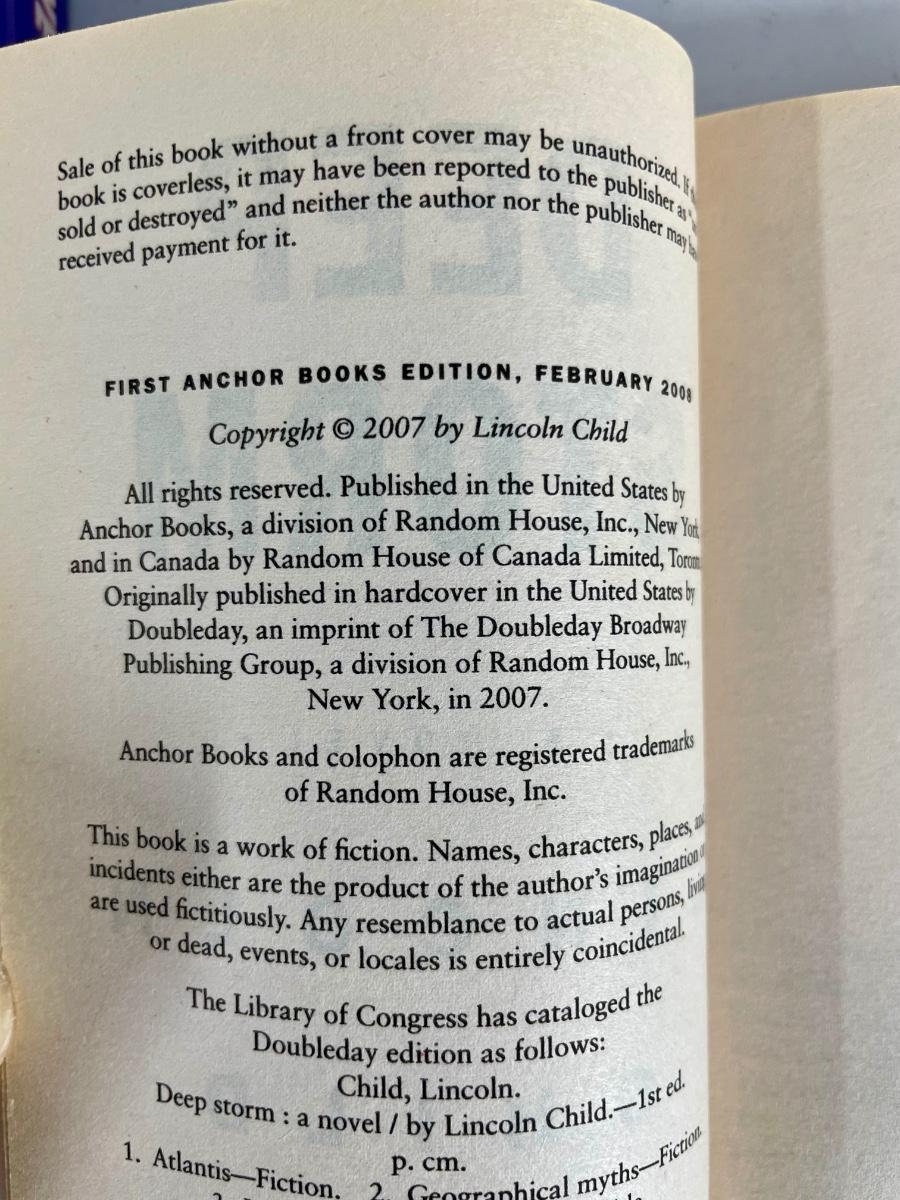 Sale of this book without a front cover may be unauthorized. If
book is coverless, it may have been reported to the publisher as
sold or destroyed” and neither the author nor the publisher may
received payment for it.
FIRST ANCHOR BOOKS EDITION, FEBRUARY 2008
Copyright © 2007 by Lincoln Child
All rights reserved. Published in the United States by
Anchor Books, a division of Random House, Inc., New York
and in Canada by Random House of Canada Limited,
Originally published in hardcover in the United States by
Doubleday, an imprint of The Doubleday Broadway
Publishing Group, a division of Random House, Inc.,
New York, in 2007.
Anchor Books and colophon are registered trademarks
of Random House, Inc.
This book is a work of fiction. Names, characters, places,
incidents either are the product of the author’s imagination
are used fictitiously. Any resemblance to actual persons,
or dead, events, or locales is entirely coincidental.
The Library of Congress has cataloged the
Doubleday edition as follows:
Child, Lincoln.
Deep storm : a novel / by Lincoln Child.—1st ed.
p. cm.
1. Atlantis—Fiction. 2. Geographical myths—Fiction.